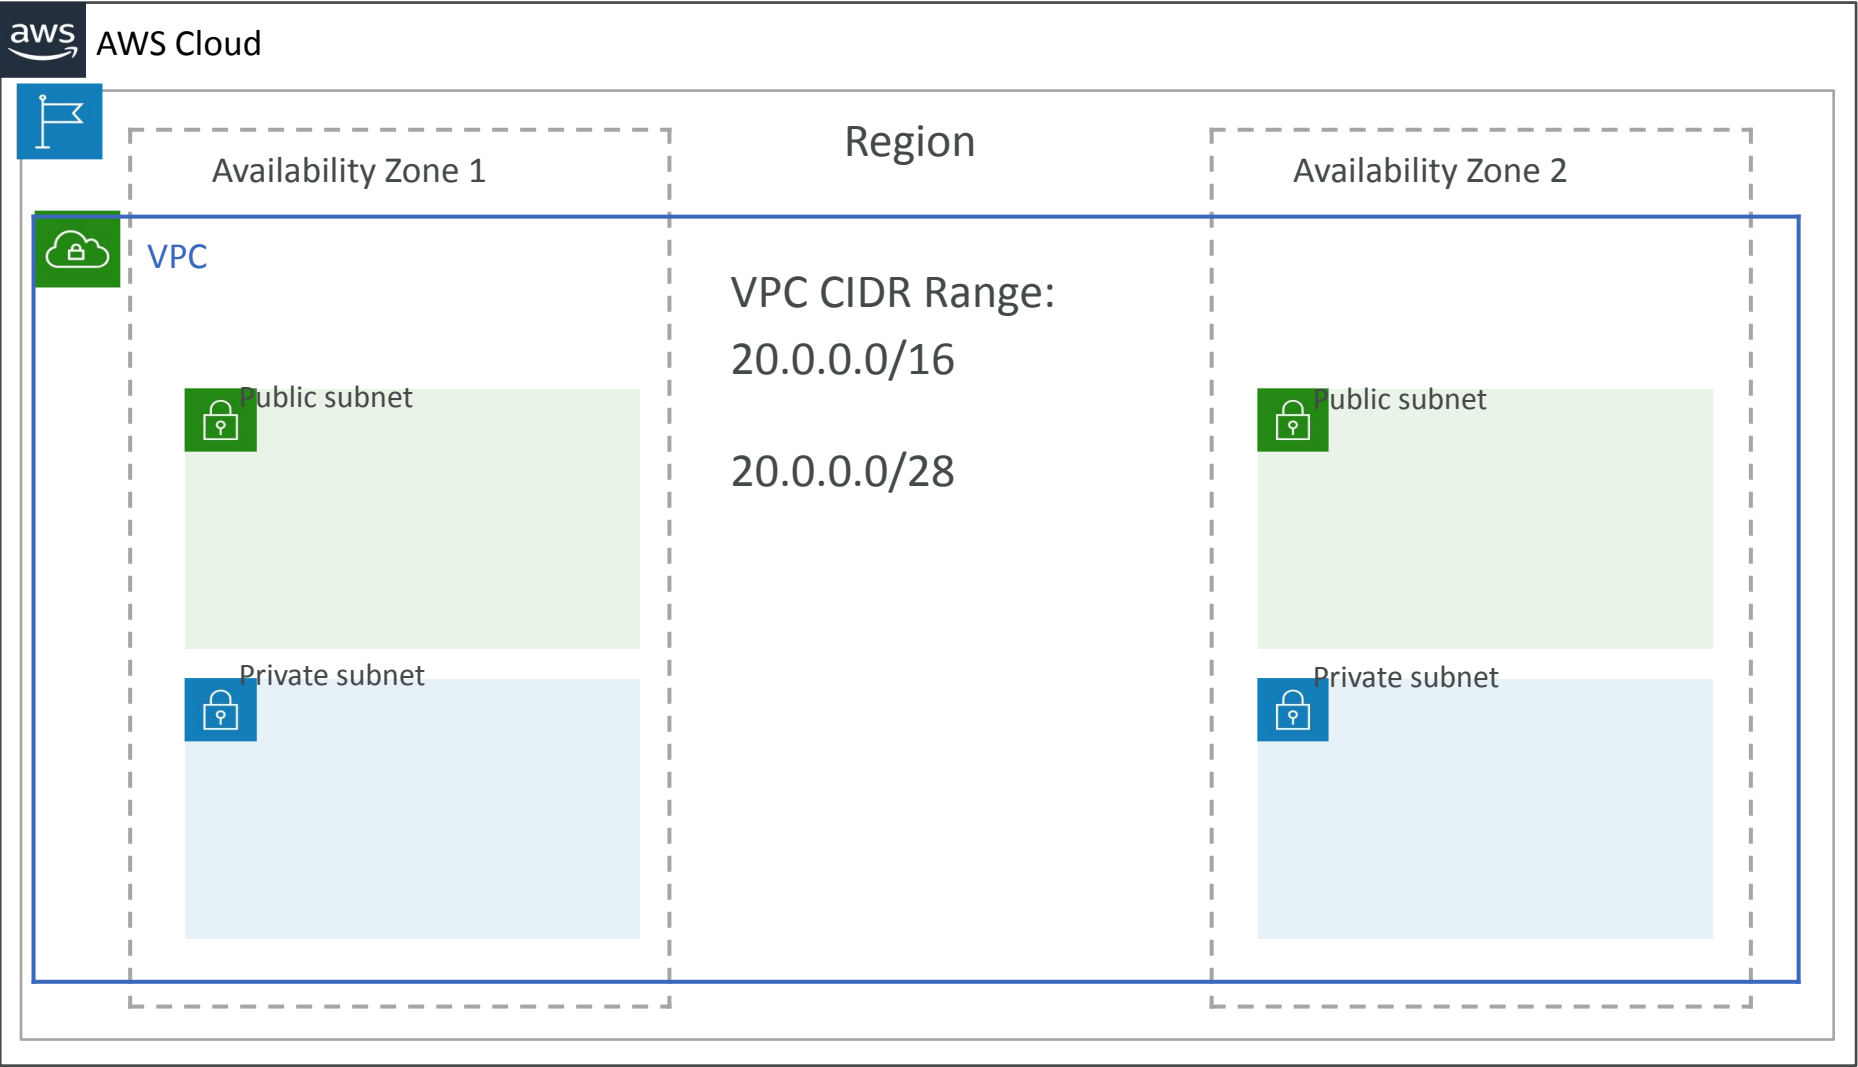 aws
AWS Cloud
Region
Availability Zone 1
Availability Zone 2
VPC
VPC CIDR Range:
20.0.0.0/16
20.0.0.0/28
Public subnet
Public subnet
Private subnet
Private subnet